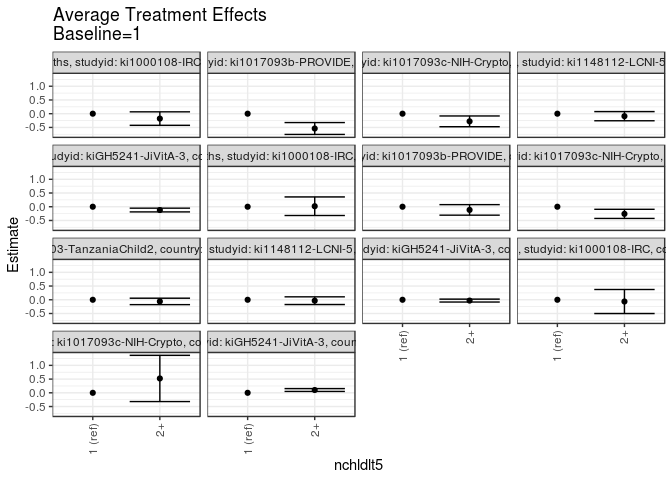 Average Treatment Effects
Baseline=1
ths, studyid: ki1000108-IRC
yid: ki1017093b-PROVIDE,
yid: ki1017093c-NIH-Crypto,
, studyid: ki1148112-LCNI-5
1.0
0.5
0.0
-0.5
udyid: kiGH5241-JiVitA-3, co
ths, studyid: ki1000108-IRC,
yid: ki1017093b-PROVIDE,
id: ki1017093c-NIH-Crypto,
1.0
0.5
0.0
-0.5
03-TanzaniaChild2, country:
studyid: ki1148112-LCNI-5
dyid: kiGH5241-JiVitA-3, co
, studyid: ki1000108-IRC, co
1.0
0.5
0.0
-0.5
: ki1017093c-NIH-Crypto, co
yid: kiGH5241-JiVitA-3, cour
1.0
0.5
0.0
-0.5
1 (ref)
2+
1 (ref)
2+
1 (ref)
2+
1 (ref)
2+
Estimate
nchldlt5